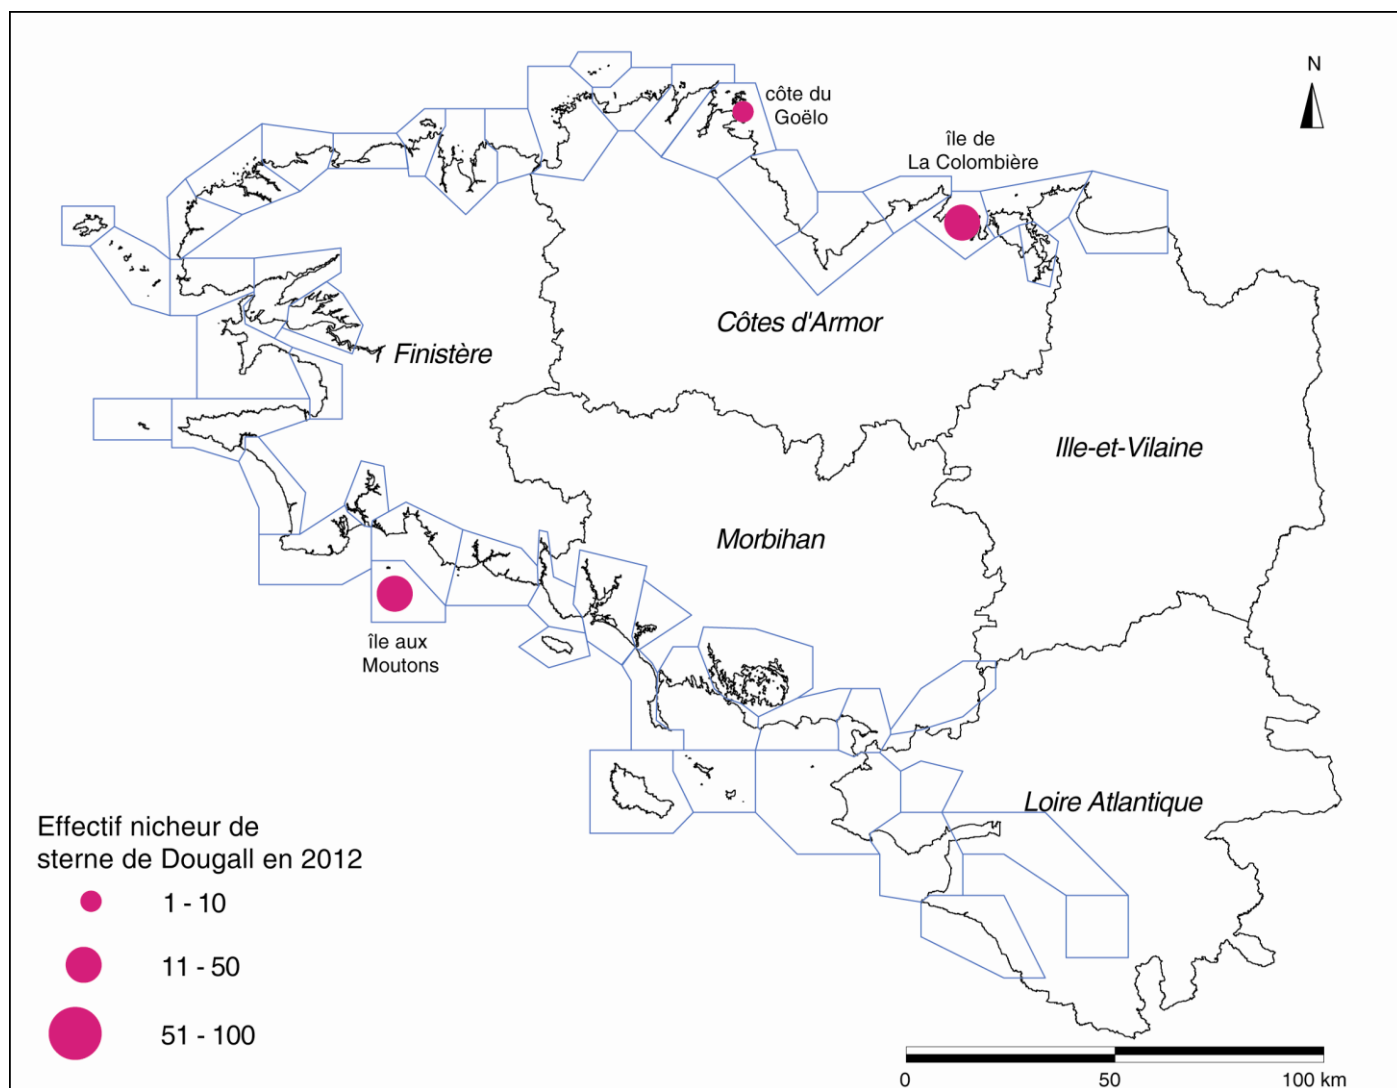 N
côte du
Goëlo
île de
La Colombière
Côtes d'Armor
Finistère
Ille-et-Vilaine
Morbihan
île aux
Moutons
Loire Atlantique
Effectif nicheur de
sterne de Dougall en 2012
1 - 10
11 - 50
51 - 100
0 50 100 km